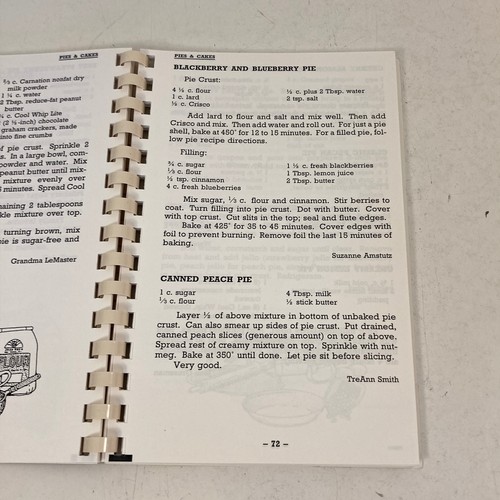 PIES & CAKES
⅔ c. Carnation nonfat dry
milk powder
1 ¼ c. water
2 Tbsp. reduce-fat peanut
butter
c. Cool Whip Lite
(2 ½-inch) chocolate
graham crackers, made
into fine crumbs
of pie crust. Sprinkle 2
s. In a large bowl, com-
powder and water. Mix
peanut butter until mix-
mixture evenly over
minutes. Spread Cool
maining 2 tablespoons
kle mixture over top.
turning brown, mix
ie is sugar-free and
Grandma LeMaster
FLOUR
PIES & CAKES
BLACKBERRY AND BLUEBERRY PIE
Pie Crust:
4 ½ c. flour
1 c. lard
½ c. Crisco
½ c. plus 2 Tbsp. water
2 tsp. salt
Add lard to flour and salt and mix well. Then add
Crisco and mix. Then add water and roll out. For just a pie
shell, bake at 450° for 12 to 15 minutes. For a filled pie, fol-
low pie recipe directions.
Filling:
¾ c. sugar
⅓ c. flour
½ tsp. cinnamon
4 c. fresh blueberries
1 ½ c. fresh blackberries
1 Tbsp. lemon juice
2 Tbsp. butter
Mix sugar, ⅓ c. flour and cinnamon. Stir berries to
coat. Turn filling into pie crust. Dot with butter. Cover
with top crust. Cut slits in the top; seal and flute edges.
Bake at 425° for 35 to 45 minutes. Cover edges with
foil to prevent burning. Remove foil the last 15 minutes of
baking.
Suzanne Amstutz
CANNED PEACH PIE
1 c. sugar
⅓ c. flour
4 Tbsp. milk
½ stick butter
Layer ½ of above mixture in bottom of unbaked pie
crust. Can also smear up sides of pie crust. Put drained,
canned peach slices (generous amount) on top of above.
Spread rest of creamy mixture on top. Sprinkle with nut-
meg. Bake at 350° until done. Let pie sit before slicing.
Very good.
TreAnn Smith
– 72 –